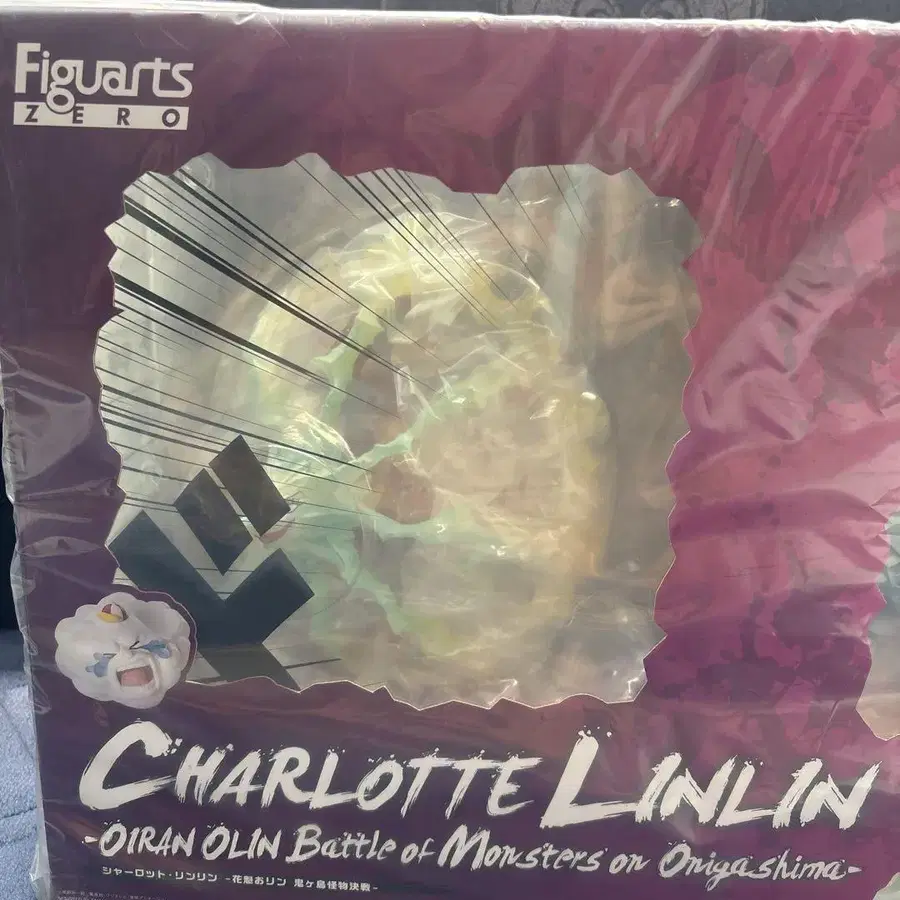 Figuarts
ZERO
CHARLOTTE LINLIN
-OIRAN OLIN Battle of Monsters on Onigashima-
シャーロット・リンリン -花魁おリン 鬼ヶ島怪物決戦-